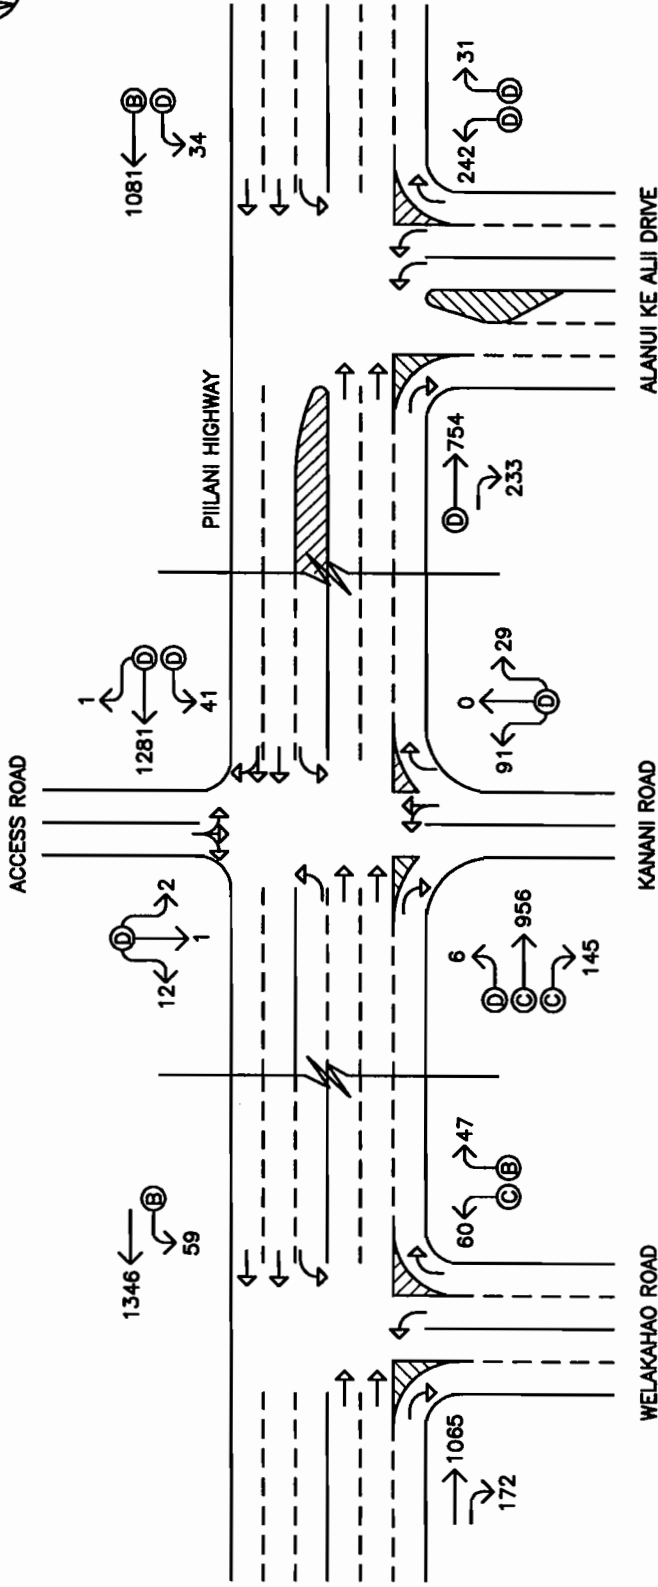 ACCESS ROAD
PIILANI HIGHWAY
1346
B
59
12
D
1
2
1
1281
D
D
41
1081
B
D
34
1065
172
60
C
B
47
D
6
C
956
C
145
91
0
D
29
D
754
233
242
D
D
31
WELAKAHAO ROAD
KANANI ROAD
ALANUI KE ALII DRIVE